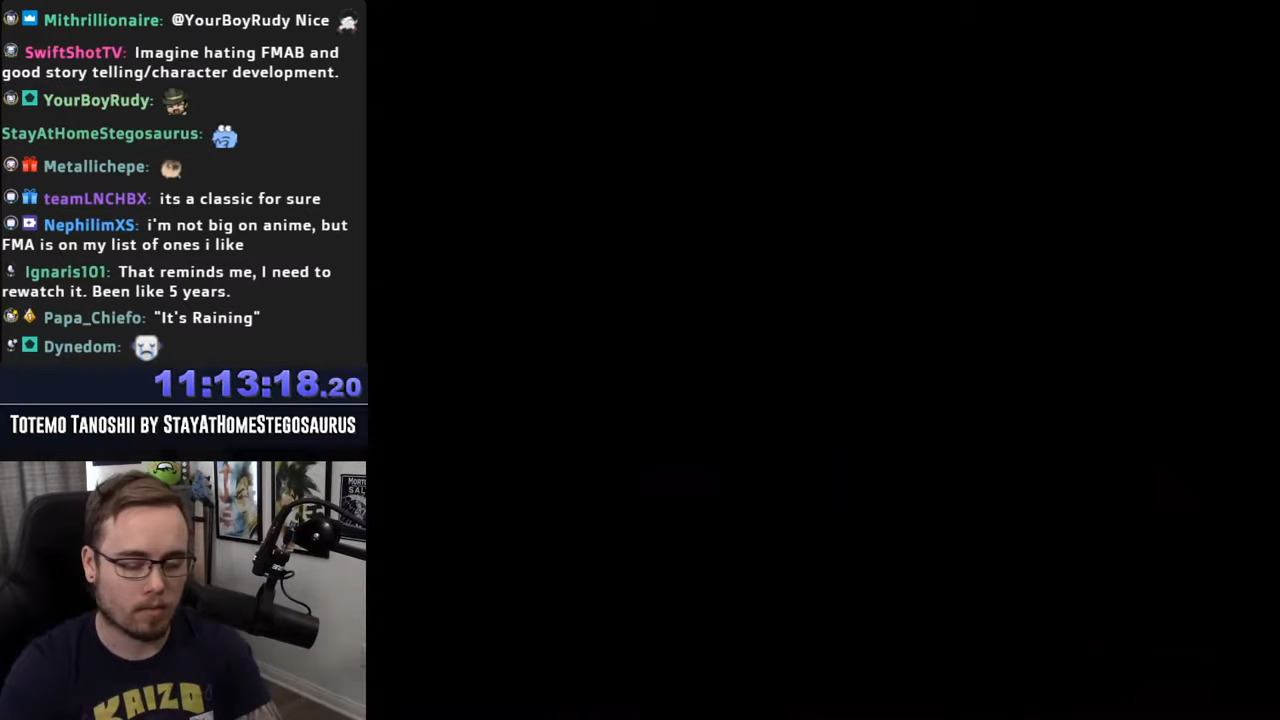 Mithrillionaire: @YourBoyRudy Nice
SwiftShotTV: Imagine hating FMAB and
good story telling/character development.
YourBoyRudy:
StayAtHomeStegosaurus:
Metallichepe:
teamLNCHBX: its a classic for sure
NephilimXS: i'm not big on anime, but
FMA is on my list of ones i like
Ignaris101: That reminds me, I need to
rewatch it. Been like 5 years.
Papa_Chiefo: "It's Raining"
Dynedom:
11:13:18.20
Totemo Tanoshii by StayAtHomeStegosaurus
KAIZO